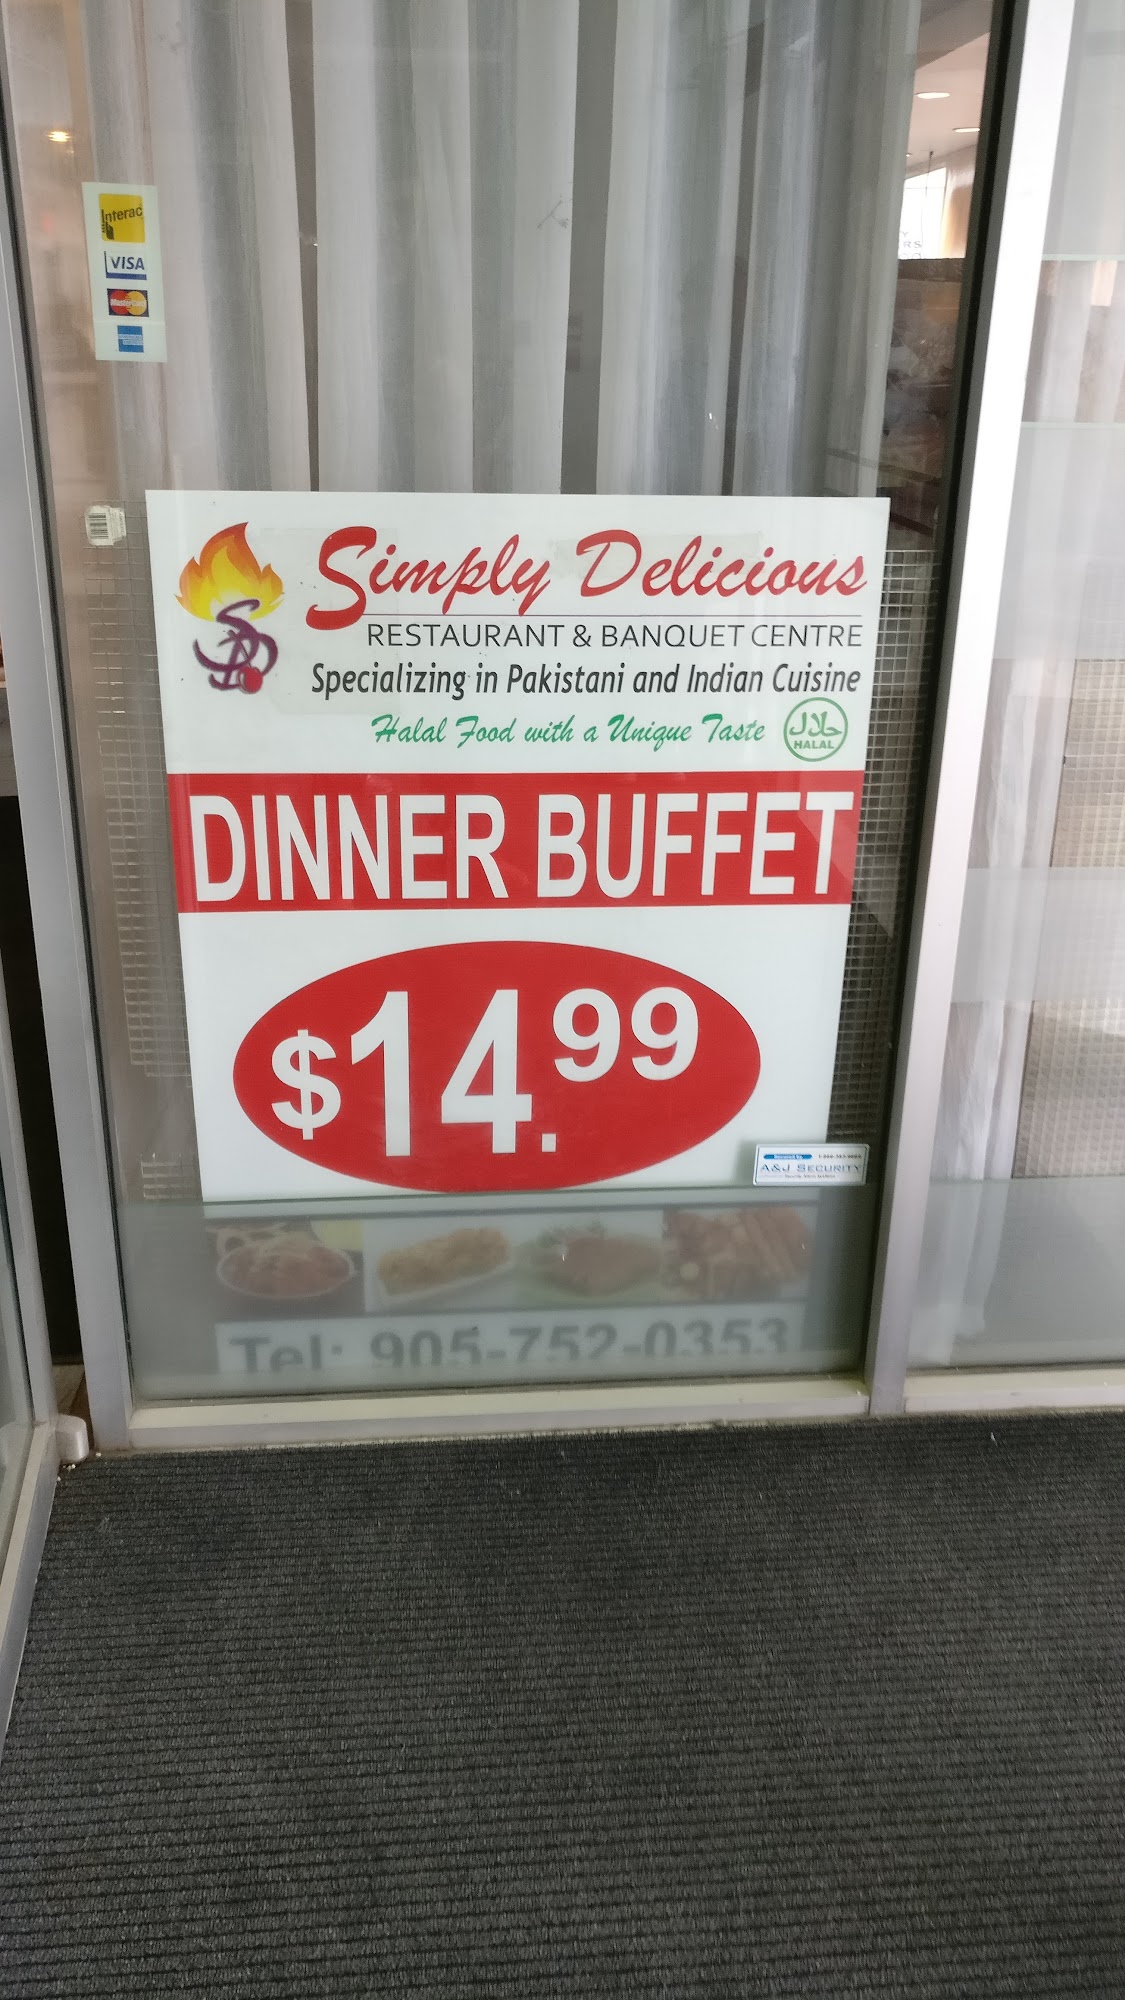 Interac
VISA
MasterCard
Simply Delicious
RESTAURANT & BANQUET CENTRE
Specializing in Pakistani and Indian Cuisine
Halal Food with a Unique Taste
حلال
HALAL
DINNER BUFFET
$14.99
A&J SECURITY
Tel: 905-752-0353